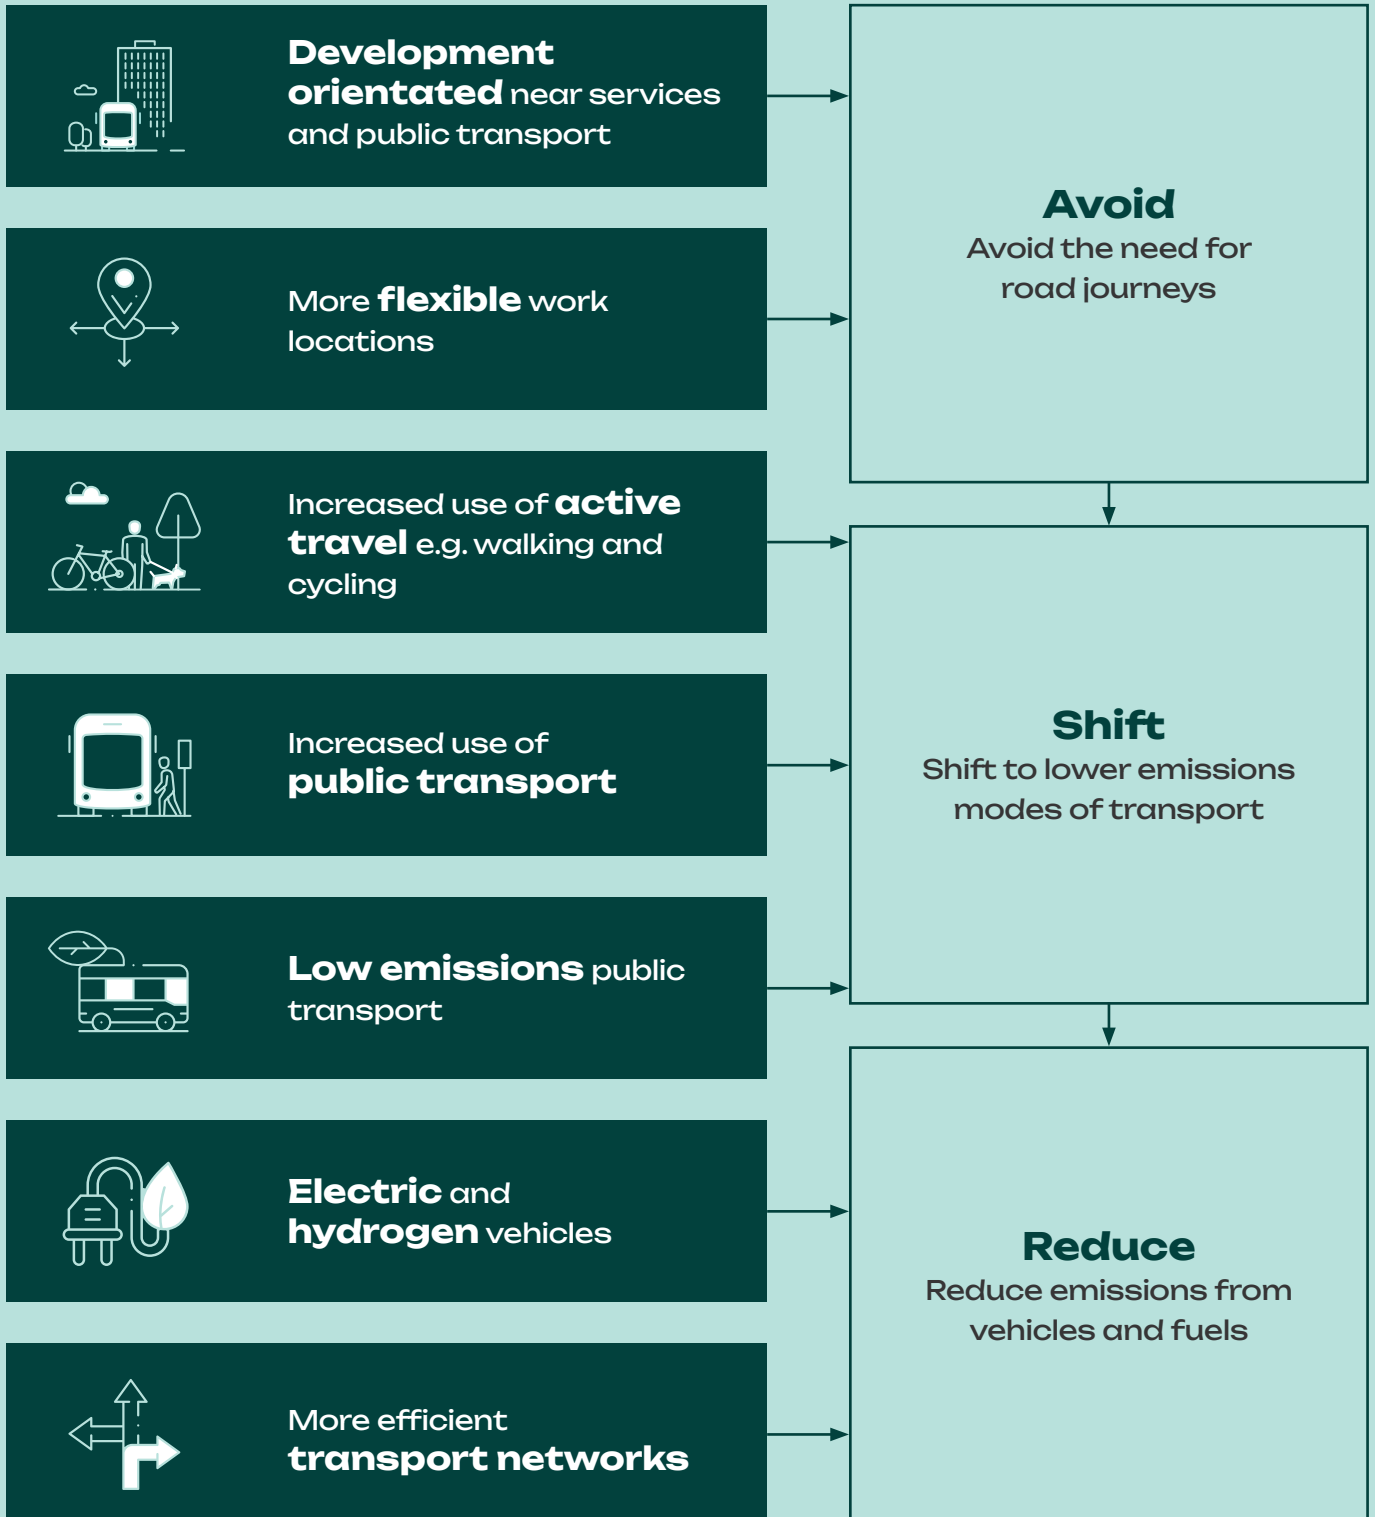 Development
orientated near services
and public transport
More flexible work
locations
Increased use of active
travel e.g. walking and
cycling
Increased use of
public transport
Low emissions public
transport
Electric and
hydrogen vehicles
More efficient
transport networks
Avoid
Avoid the need for
road journeys
Shift
Shift to lower emissions
modes of transport
Reduce
Reduce emissions from
vehicles and fuels